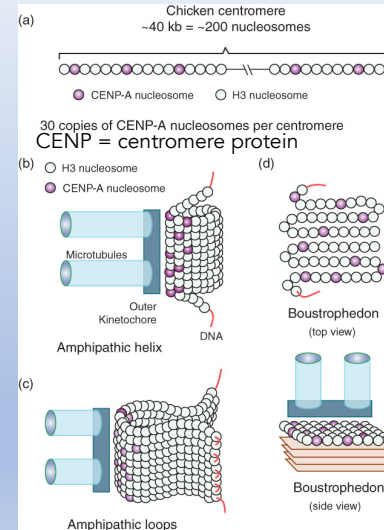 (a)
Chicken centromere
~40 kb = ~200 nucleosomes
CENP-A nucleosome
H3 nucleosome
30 copies of CENP-A nucleosomes per centromere
CENP = centromere protein
(b)
H3 nucleosome
CENP-A nucleosome
Microtubules
Outer
Kinetochore
DNA
Amphipathic helix
(c)
Amphipathic loops
(d)
Boustrophedon
(top view)
Boustrophedon
(side view)